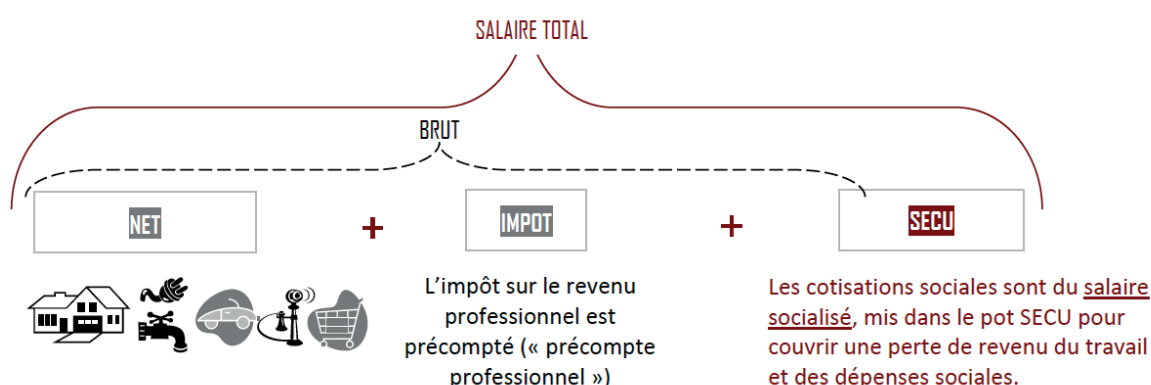 SALAIRE TOTAL
BRUT
NET + IMPOT + SECU
L'impôt sur le revenu
professionnel est
précompté (« précompte
professionnel »)
Les cotisations sociales sont du salaire
socialisé, mis dans le pot SECU pour
couvrir une perte de revenu du travail
et des dépenses sociales.